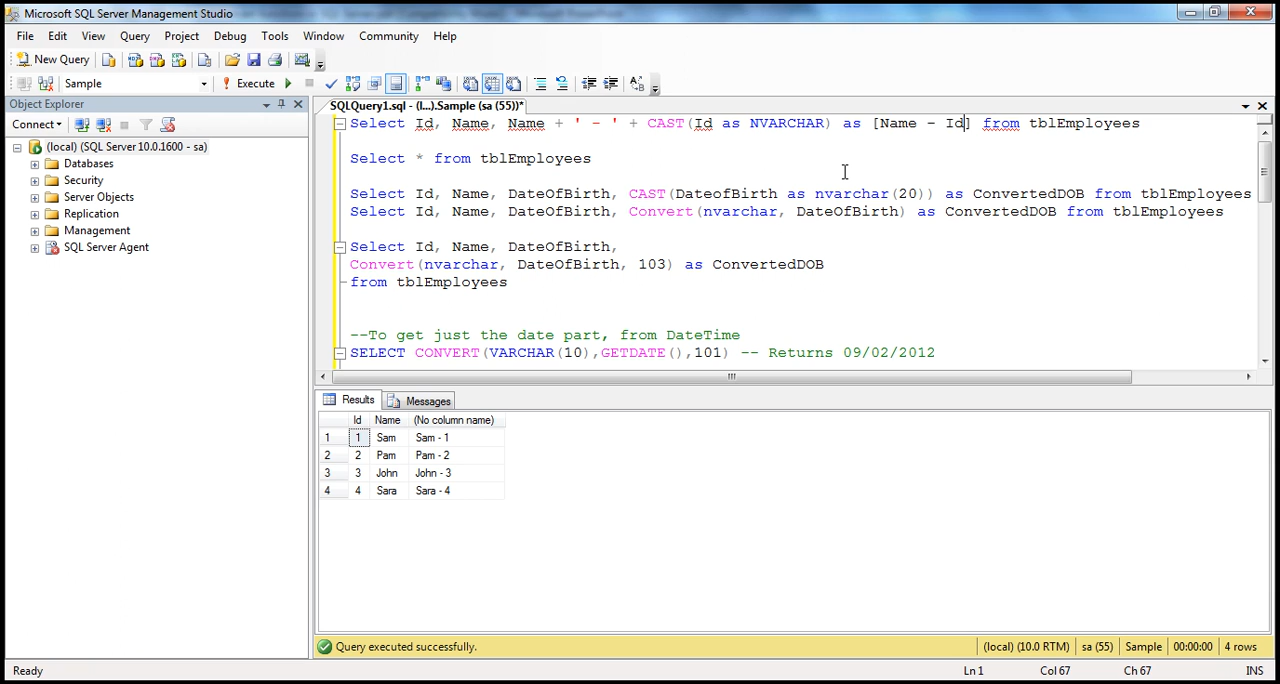 Microsoft SQL Server Management Studio
File Edit View Query Project Debug Tools Window Community Help
New Query
Sample Execute
Object Explorer
SQLQuery1.sql - (l...).Sample (sa (55))*
Connect
Select Id, Name, Name + ' - ' + CAST(Id as NVARCHAR) as [Name - Id] from tblEmployees
(local) (SQL Server 10.0.1600 - sa)
Databases
Security
Server Objects
Replication
Management
SQL Server Agent
Select * from tblEmployees
Select Id, Name, DateOfBirth, CAST(DateofBirth as nvarchar(20)) as ConvertedDOB from tblEmployees
Select Id, Name, DateOfBirth, Convert(nvarchar, DateOfBirth) as ConvertedDOB from tblEmployees
Select Id, Name, DateOfBirth,
Convert(nvarchar, DateOfBirth, 103) as ConvertedDOB
from tblEmployees
--To get just the date part, from DateTime
SELECT CONVERT(VARCHAR(10),GETDATE(),101) -- Returns 09/02/2012
Results Messages
Id Name (No column name)
1 1 Sam Sam - 1
2 2 Pam Pam - 2
3 3 John John - 3
4 4 Sara Sara - 4
Query executed successfully. (local) (10.0 RTM) sa (55) Sample 00:00:00 4 rows
Ready Ln 1 Col 67 Ch 67 INS